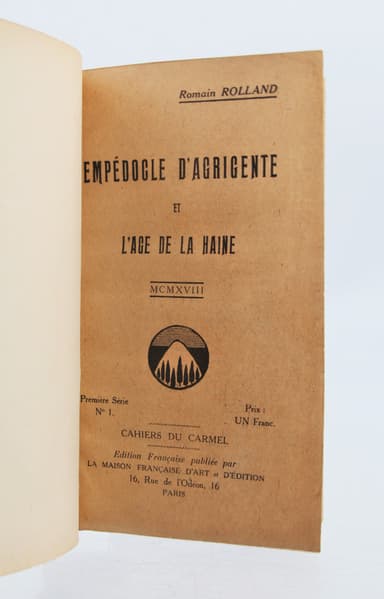 Romain ROLLAND
EMPÉDOCLE D'AGRIGENTE
ET
L'AGE DE LA HAINE
MCMXVIII
Première Série
N° 1.
Prix :
UN Franc.
CAHIERS DU CARMEL
Edition Française publiée par
LA MAISON FRANÇAISE D'ART et D'ÉDITION
16, Rue de l'Odéon, 16
PARIS